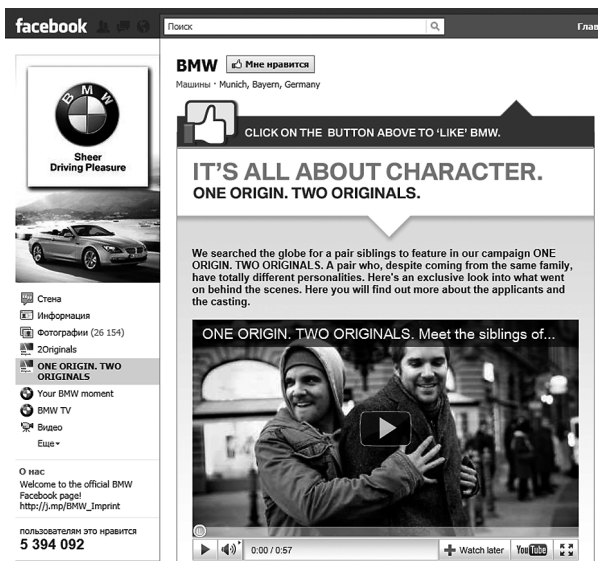 facebook
Поиск
Глав
BMW
Sheer
Driving Pleasure
BMW
Мне нравится
Машины · Munich, Bayern, Germany
CLICK ON THE BUTTON ABOVE TO ‘LIKE’ BMW.
IT'S ALL ABOUT CHARACTER.
ONE ORIGIN. TWO ORIGINALS.
We searched the globe for a pair siblings to feature in our campaign ONE
ORIGIN. TWO ORIGINALS. A pair who, despite coming from the same family,
have totally different personalities. Here's an exclusive look into what went
on behind the scenes. Here you will find out more about the applicants and
the casting.
ONE ORIGIN. TWO ORIGINALS. Meet the siblings of...
0:00 / 0:57
Watch later
YouTube
Стена
Информация
Фотографии (26 154)
2Originals
ONE ORIGIN. TWO
ORIGINALS
Your BMW moment
BMW TV
Видео
Еще
О нас
Welcome to the official BMW
Facebook page!
http://j.mp/BMW_Imprint
пользователям это нравится
5 394 092